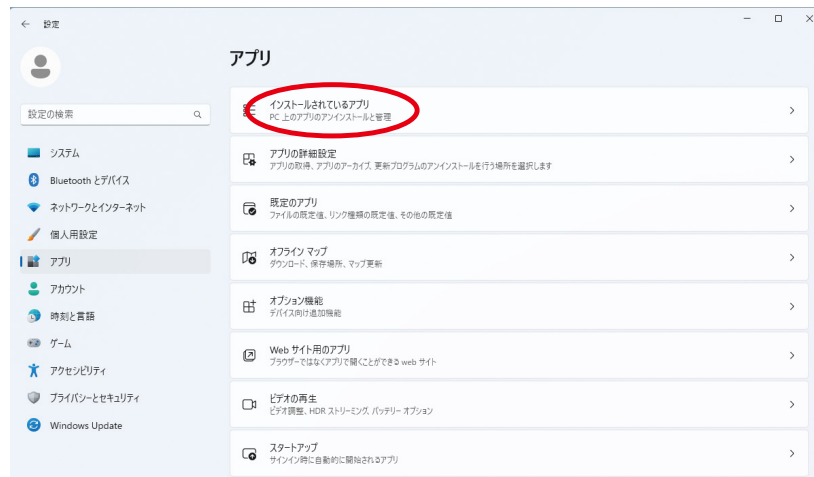 設定
アプリ
設定の検索
システム
Bluetooth とデバイス
ネットワークとインターネット
個人用設定
アプリ
アカウント
時刻と言語
ゲーム
アクセシビリティ
プライバシーとセキュリティ
Windows Update
インストールされているアプリ
PC 上のアプリのアンインストールと管理
アプリの詳細設定
アプリの取得、アプリのアーカイブ、更新プログラムのアンインストールを行う場所を選択します
既定のアプリ
ファイルの既定値、リンク種類の既定値、その他の既定値
オフライン マップ
ダウンロード、保存場所、マップ更新
オプション機能
デバイス向け追加機能
Web サイト用のアプリ
ブラウザーではなくアプリで開くことができる web サイト
ビデオの再生
ビデオ調整、HDR ストリーミング、バッテリー オプション
スタートアップ
サインイン時に自動的に開始されるアプリ